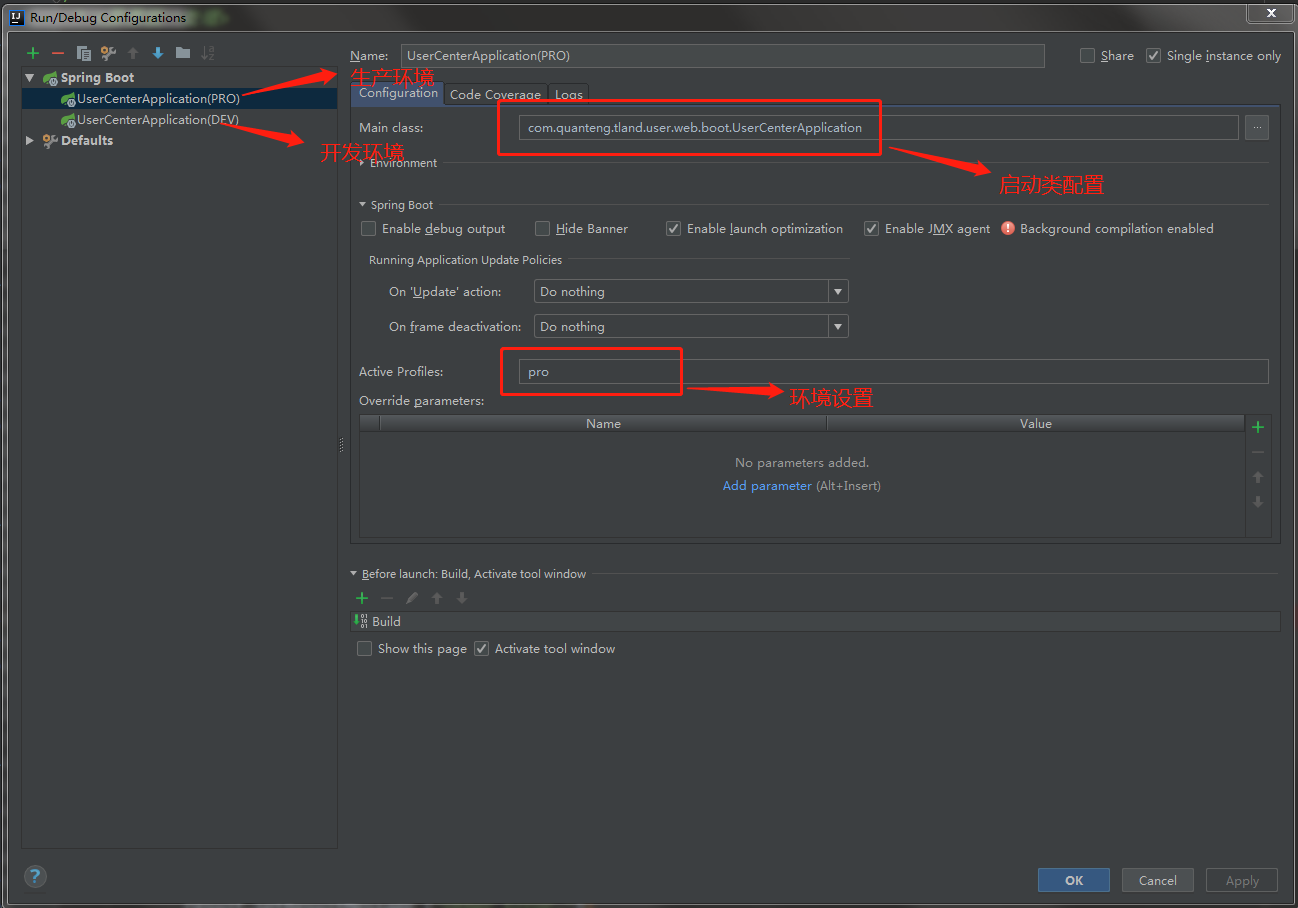 Run/Debug Configurations
Name: UserCenterApplication(PRO)
Share Single instance only
Spring Boot
UserCenterApplication(PRO)
UserCenterApplication(DEV)
Defaults
生产环境
开发环境
Configuration Code Coverage Logs
Main class: com.quanteng.tland.user.web.boot.UserCenterApplication ...
启动类配置
Environment
Spring Boot
Enable debug output Hide Banner Enable launch optimization Enable JMX agent Background compilation enabled
Running Application Update Policies
On 'Update' action: Do nothing
On frame deactivation: Do nothing
Active Profiles: pro
环境设置
Override parameters:
Name Value
No parameters added.
Add parameter (Alt+Insert)
Before launch: Build, Activate tool window
Build
Show this page Activate tool window
? OK Cancel Apply